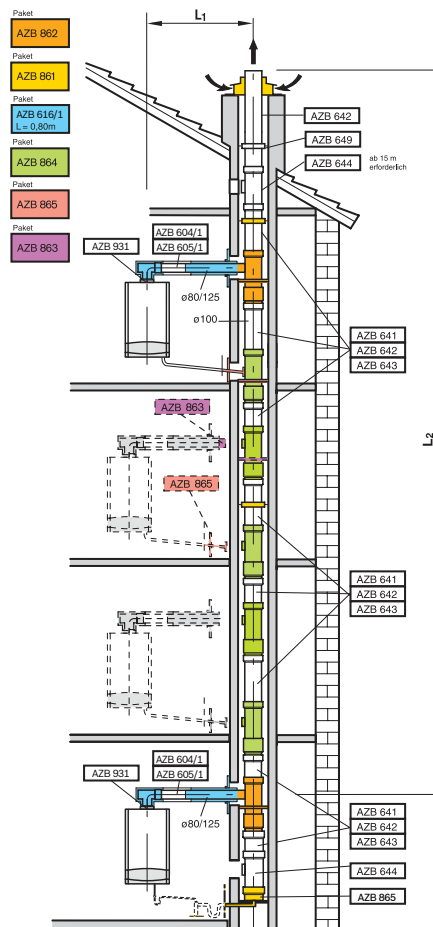 Paket
AZB 862
Paket
AZB 861
Paket
AZB 616/1
L = 0,80m
Paket
AZB 864
Paket
AZB 865
Paket
AZB 863
L1
AZB 642
AZB 649
AZB 644
ab 15 m
erforderlich
AZB 604/1
AZB 605/1
AZB 931
ø80/125
ø100
AZB 641
AZB 642
AZB 643
L2
AZB 863
AZB 865
AZB 641
AZB 642
AZB 643
AZB 604/1
AZB 605/1
AZB 931
ø80/125
AZB 641
AZB 642
AZB 643
AZB 644
AZB 865